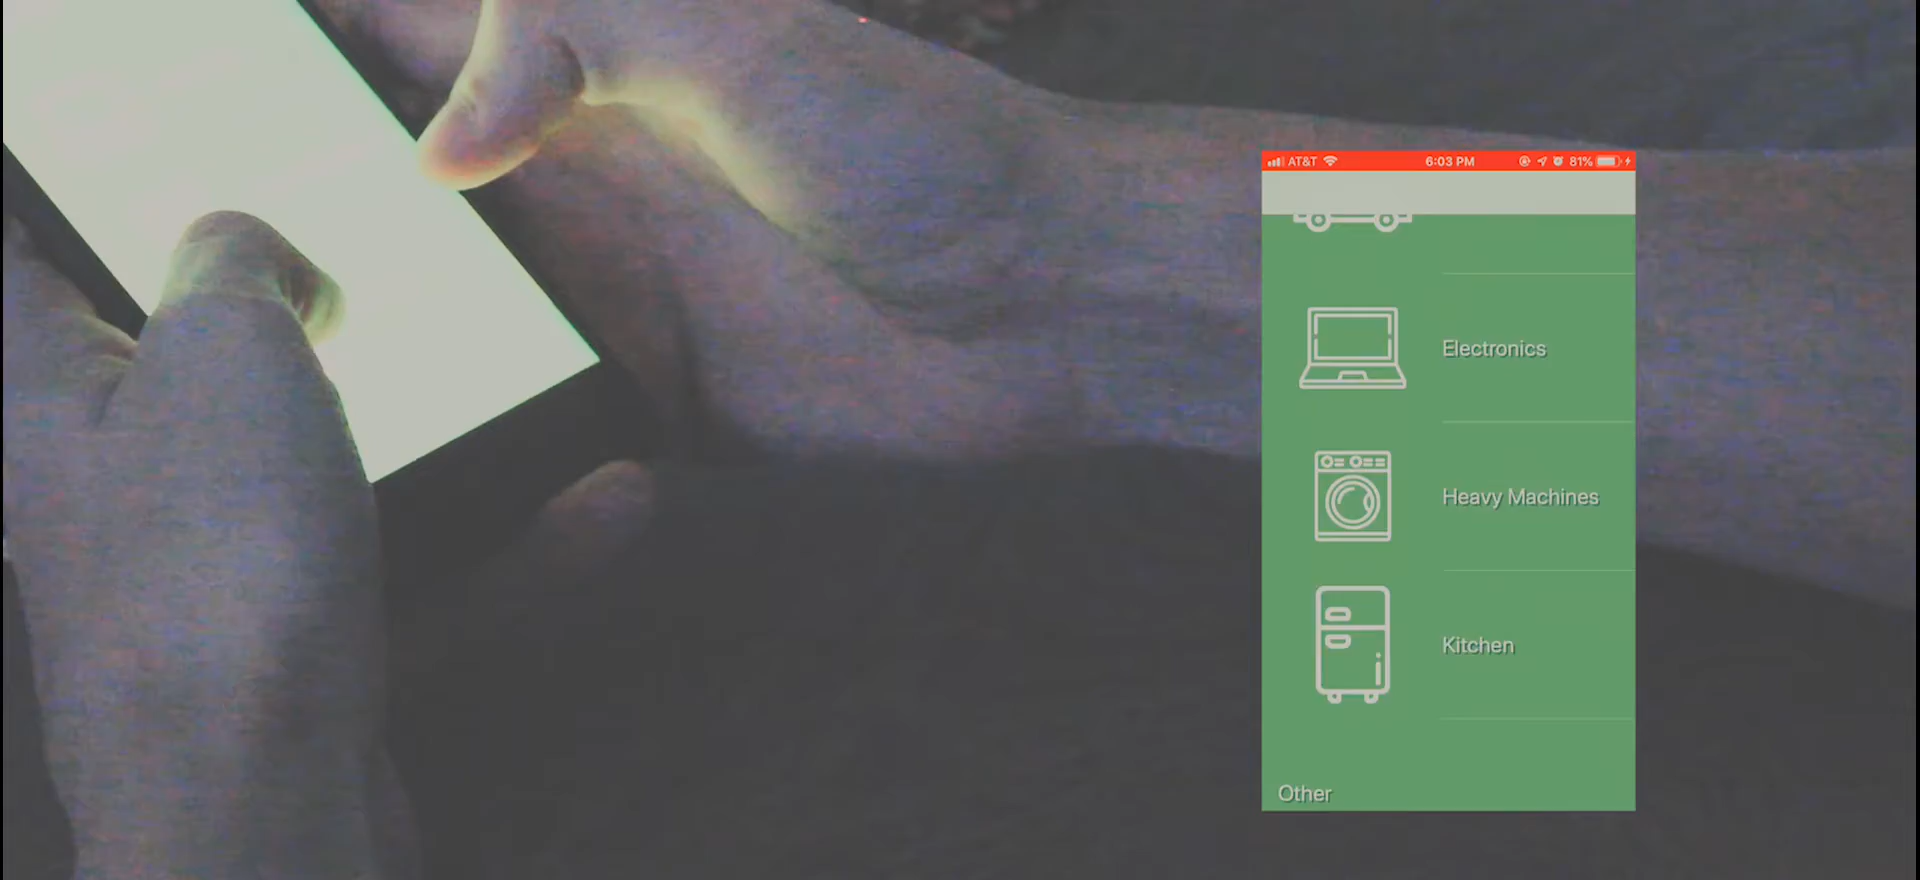 AT&T 6:03 PM 81%
Electronics
Heavy Machines
Kitchen
Other